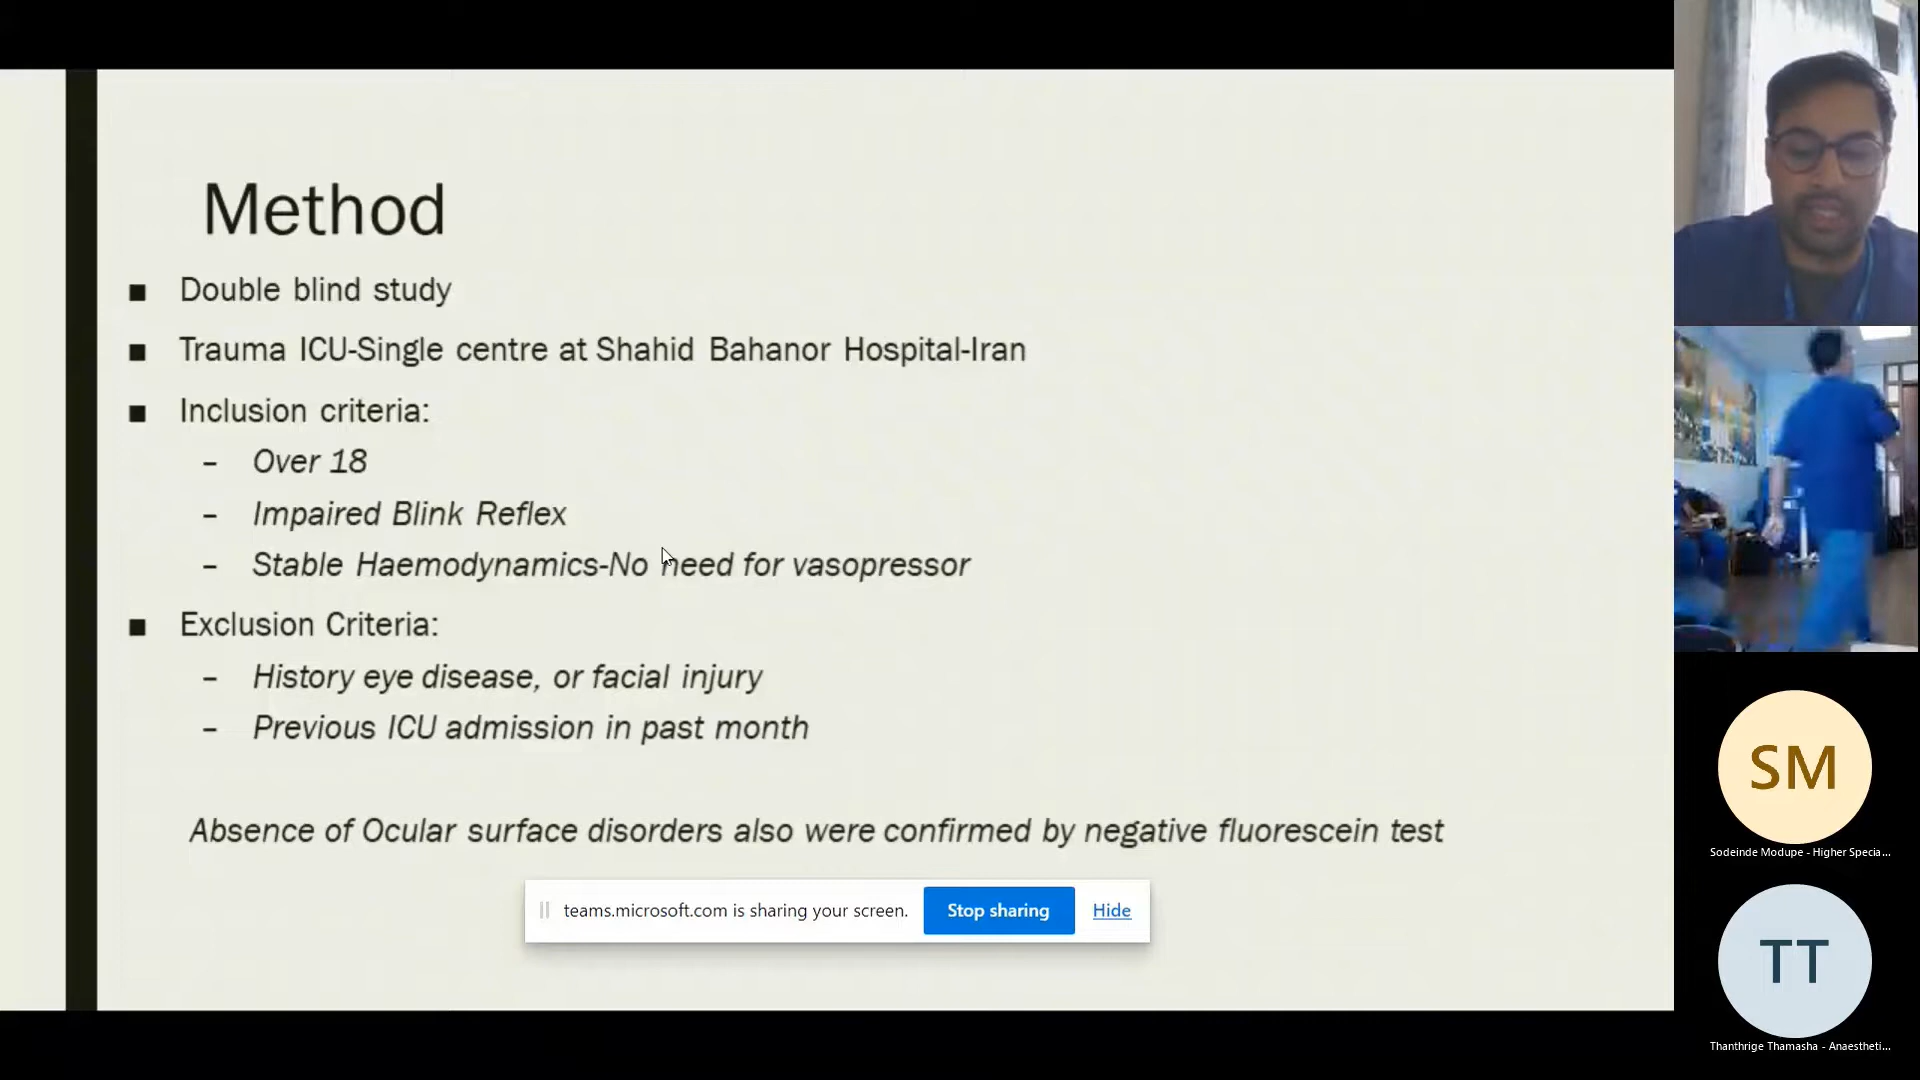 Method
■ Double blind study
■ Trauma ICU-Single centre at Shahid Bahanor Hospital-Iran
■ Inclusion criteria:
– Over 18
– Impaired Blink Reflex
– Stable Haemodynamics-No need for vasopressor
■ Exclusion Criteria:
– History eye disease, or facial injury
– Previous ICU admission in past month
Absence of Ocular surface disorders also were confirmed by negative fluorescein test
teams.microsoft.com is sharing your screen. Stop sharing Hide
SM
Sodeinde Modupe - Higher Specia...
TT
Thanthrige Thamasha - Anaestheti...